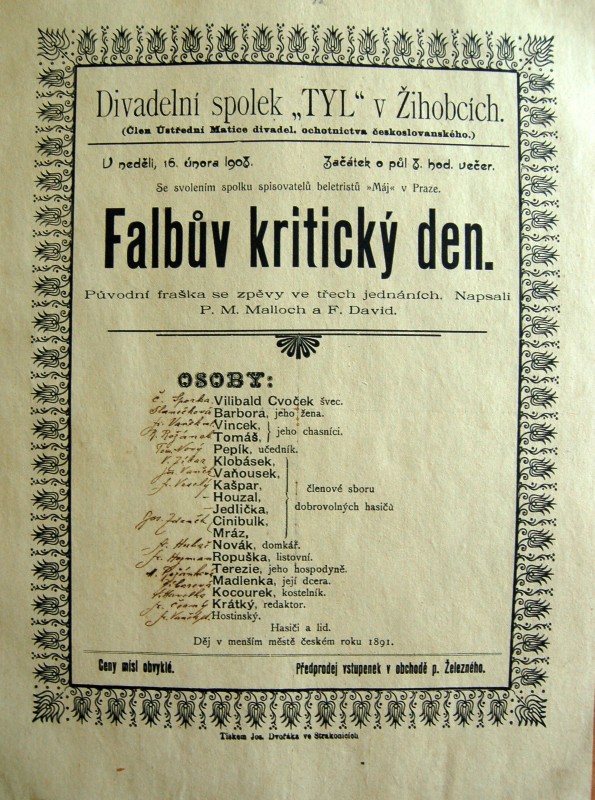 Divadelní spolek „TYL“ v Žihobcích.
(Člen Ústřední Matice divadel. ochotnictva československého.)
V neděli, 16. února 1908. Začátek o půl 8. hod. večer.
Se svolením spolku spisovatelů beletristů »Máj« v Praze.
Falbův kritický den.
Původní fraška se zpěvy ve třech jednáních. Napsali
P. M. Malloch a F. David.
OSOBY:
Vilibald Cvoček švec.
Barbora, jeho žena.
Vincek,
Tomáš, jeho chasníci.
Pepík, učedník.
Klobásek,
Vaňousek,
Kašpar,
Houzal,
Jedlička,
Cinibulk,
Mráz,
členové sboru
dobrovolných hasičů
Novák, domkář.
Ropuška, listovní.
Terezie, jeho hospodyně.
Madlenka, její dcera.
Kocourek, kostelník.
Krátký, redaktor.
Hostinský.
Hasiči a lid.
Děj v menším městě českém roku 1891.
Ceny míst obvyklé. Předprodej vstupenek v obchodě p. Železného.
Tiskem Jos. Dvořáka ve Strakonicích